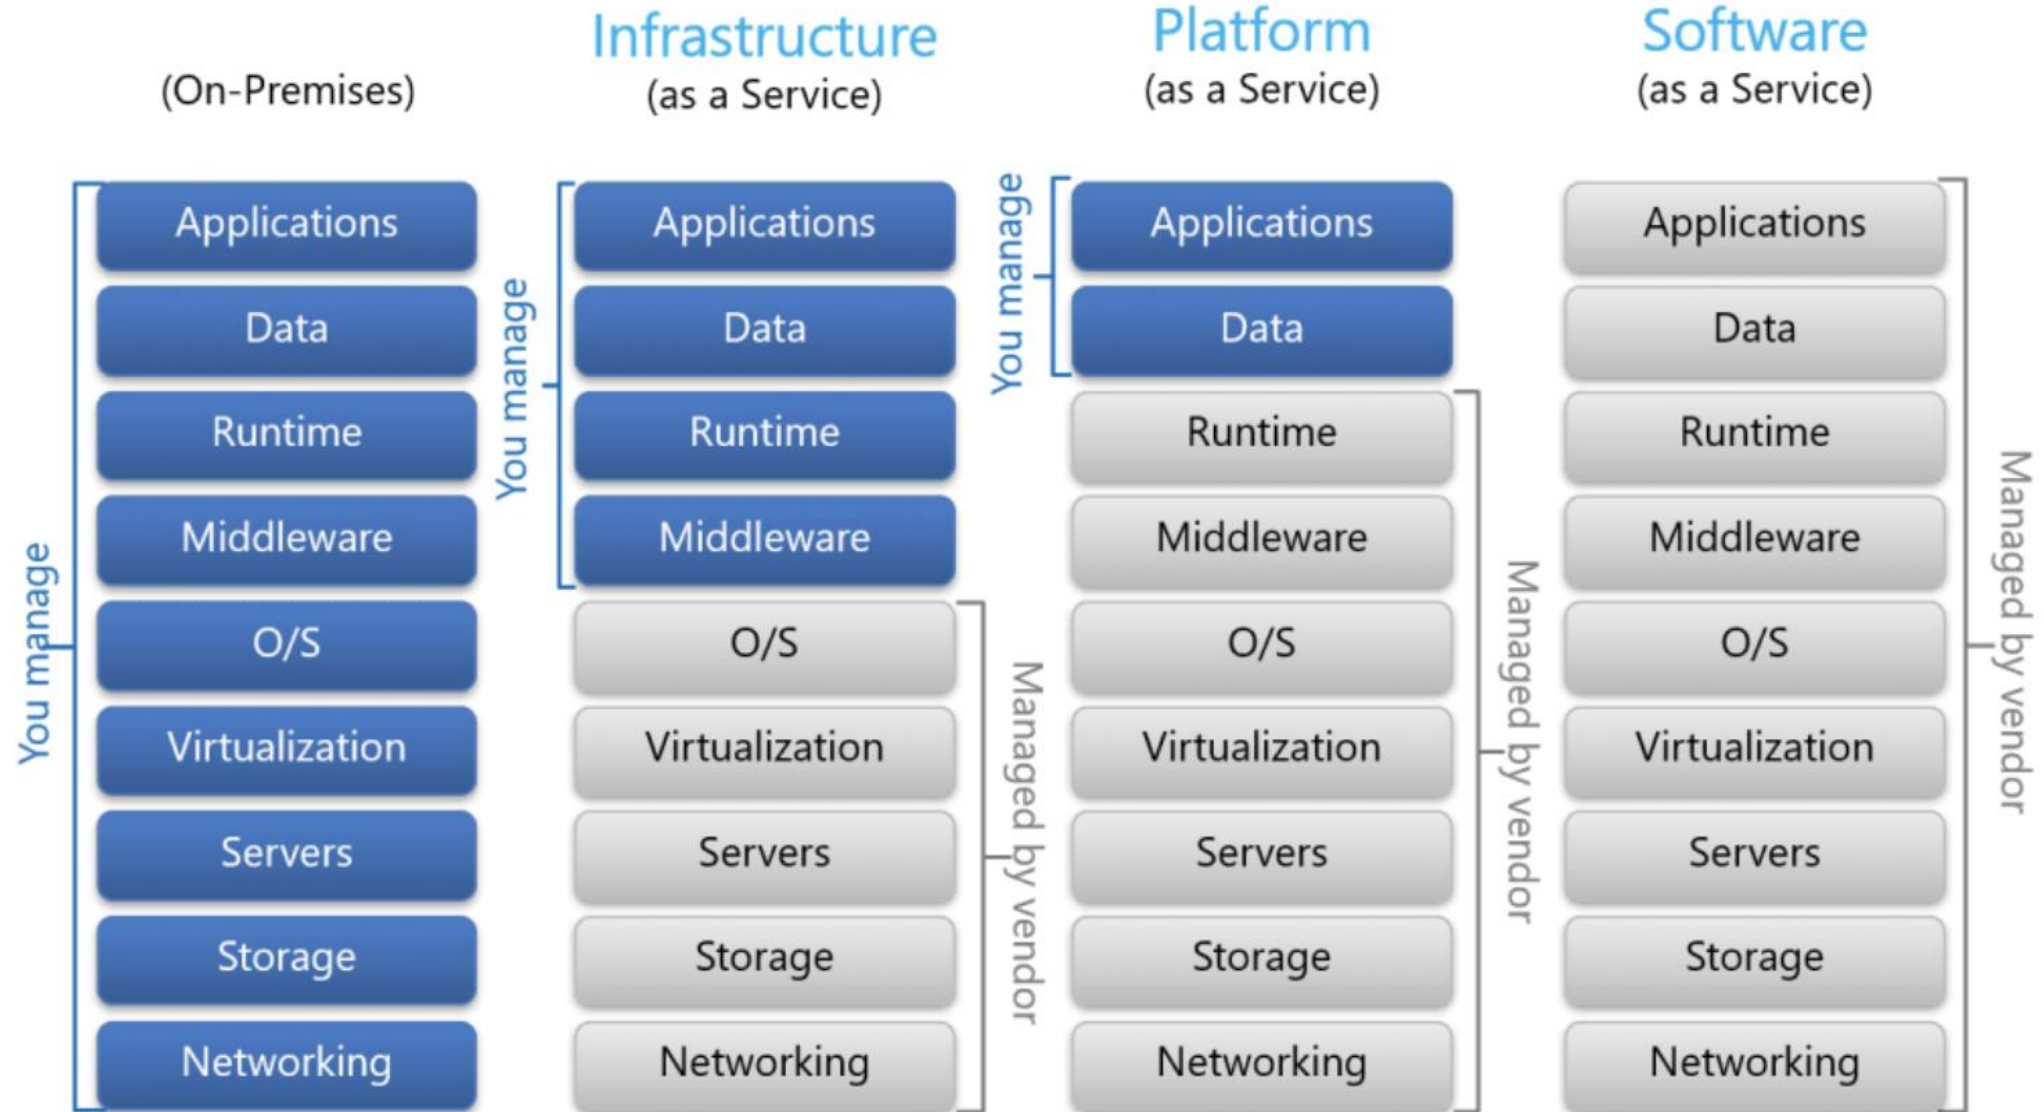 (On-Premises)
You manage
Applications
Data
Runtime
Middleware
O/S
Virtualization
Servers
Storage
Networking
Infrastructure
(as a Service)
You manage
Applications
Data
Runtime
Middleware
O/S
Virtualization
Servers
Storage
Networking
Managed by vendor
Platform
(as a Service)
You manage
Applications
Data
Runtime
Middleware
O/S
Virtualization
Servers
Storage
Networking
Managed by vendor
Software
(as a Service)
Applications
Data
Runtime
Middleware
O/S
Virtualization
Servers
Storage
Networking
Managed by vendor